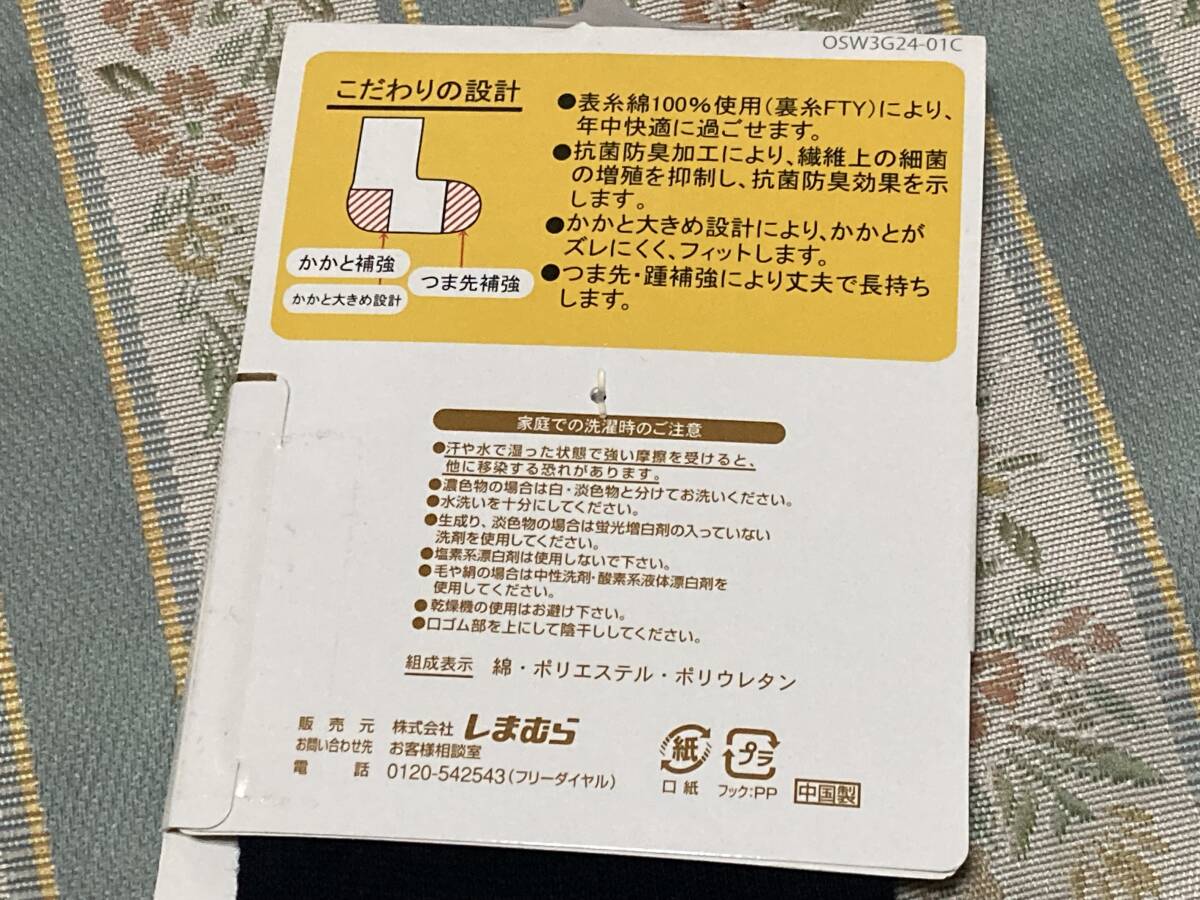 OSW3G24-01C
こだわりの設計
かかと補強
かかと大きめ設計
つま先補強
●表糸綿100%使用(裏糸FTY)により、
年中快適に過ごせます。
●抗菌防臭加工により、繊維上の細菌
の増殖を抑制し、抗菌防臭効果を示
します。
●かかと大きめ設計により、かかとが
ズレにくく、フィットします。
●つま先・踵補強により丈夫で長持ち
します。
家庭での洗濯時のご注意
●汗や水で湿った状態で強い摩擦を受けると、
他に移染する恐れがあります。
●濃色物の場合は白・淡色物と分けてお洗いください。
●水洗いを十分にしてください。
●生成り、淡色物の場合は蛍光増白剤の入っていない
洗剤を使用してください。
●塩素系漂白剤は使用しないで下さい。
●毛や絹の場合は中性洗剤・酸素系液体漂白剤を
使用してください。
●乾燥機の使用はお避け下さい。
●口ゴム部を上にして陰干ししてください。
組成表示 綿・ポリエステル・ポリウレタン
販売元 株式会社 しまむら
お問い合わせ先 お客様相談室
電話 0120-542543(フリーダイヤル)
紙 プラ
口紙 フック:PP 中国製